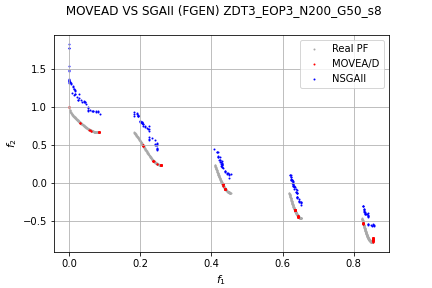 MOVEAD VS SGAII (FGEN) ZDT3_EOP3_N200_G50_s8
Real PF
MOVEA/D
NSGAII
f2
1.5
1.0
0.5
0.0
−0.5
0.0 0.2 0.4 0.6 0.8
f1